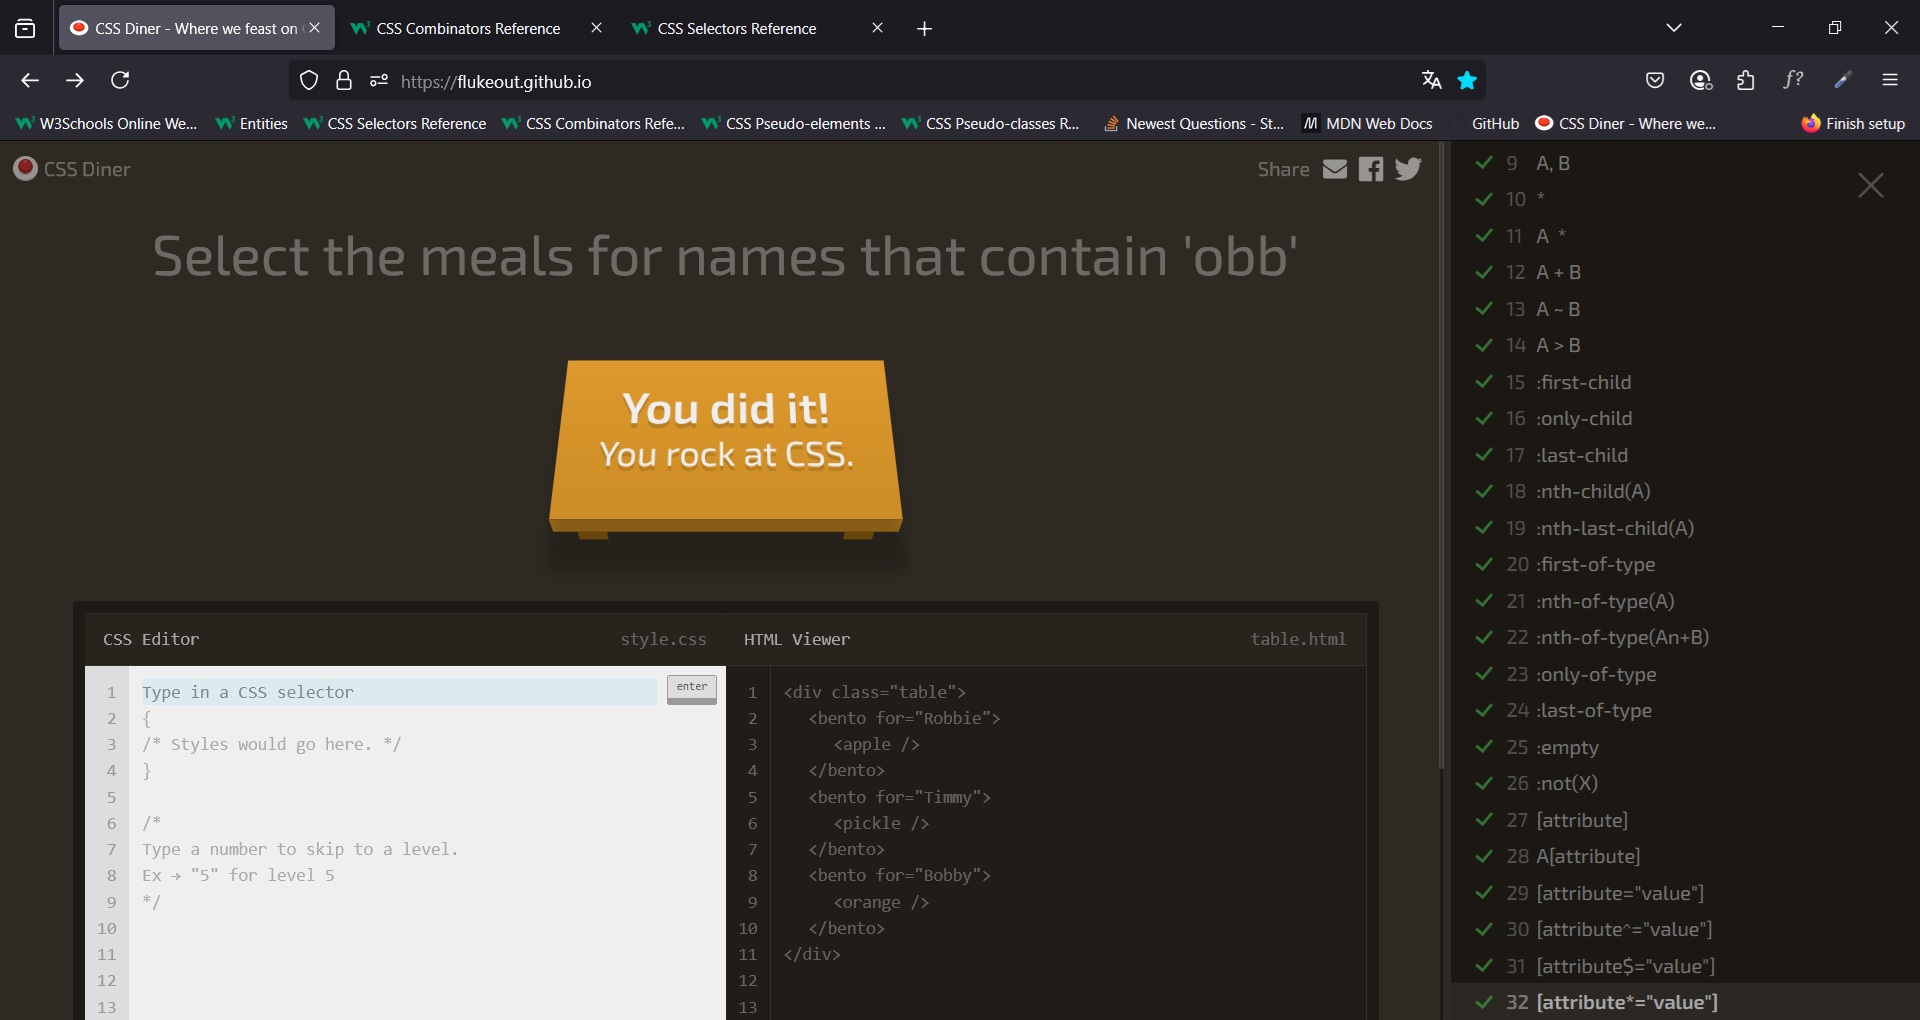 CSS Diner - Where we feast on
CSS Combinators Reference
CSS Selectors Reference
https://flukeout.github.io
W3Schools Online We...
Entities
CSS Selectors Reference
CSS Combinators Refe...
CSS Pseudo-elements ...
CSS Pseudo-classes R...
Newest Questions - St...
MDN Web Docs
GitHub
CSS Diner - Where we...
Finish setup
CSS Diner
Share
Select the meals for names that contain 'obb'
You did it!
You rock at CSS.
CSS Editor
style.css
HTML Viewer
table.html
1 Type in a CSS selector
enter
2 {
3 /* Styles would go here. */
4 }
5
6 /*
7 Type a number to skip to a level.
8 Ex → "5" for level 5
9 */
10
11
12
13
1 <div class="table">
2 <bento for="Robbie">
3 <apple />
4 </bento>
5 <bento for="Timmy">
6 <pickle />
7 </bento>
8 <bento for="Bobby">
9 <orange />
10 </bento>
11 </div>
12
13
9 A, B
10 *
11 A *
12 A + B
13 A ~ B
14 A > B
15 :first-child
16 :only-child
17 :last-child
18 :nth-child(A)
19 :nth-last-child(A)
20 :first-of-type
21 :nth-of-type(A)
22 :nth-of-type(An+B)
23 :only-of-type
24 :last-of-type
25 :empty
26 :not(X)
27 [attribute]
28 A[attribute]
29 [attribute="value"]
30 [attribute^="value"]
31 [attribute$="value"]
32 [attribute*="value"]